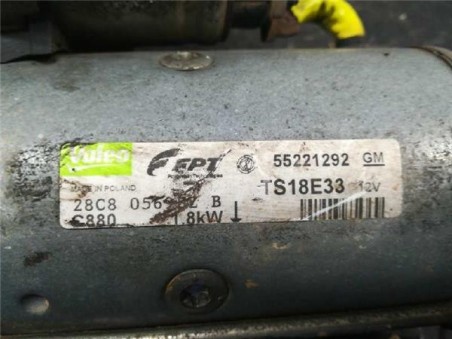 Valeo FPT 55221292 GM
MADE IN POLAND TS18E33 12V
28C8 B
C880 1.8kW